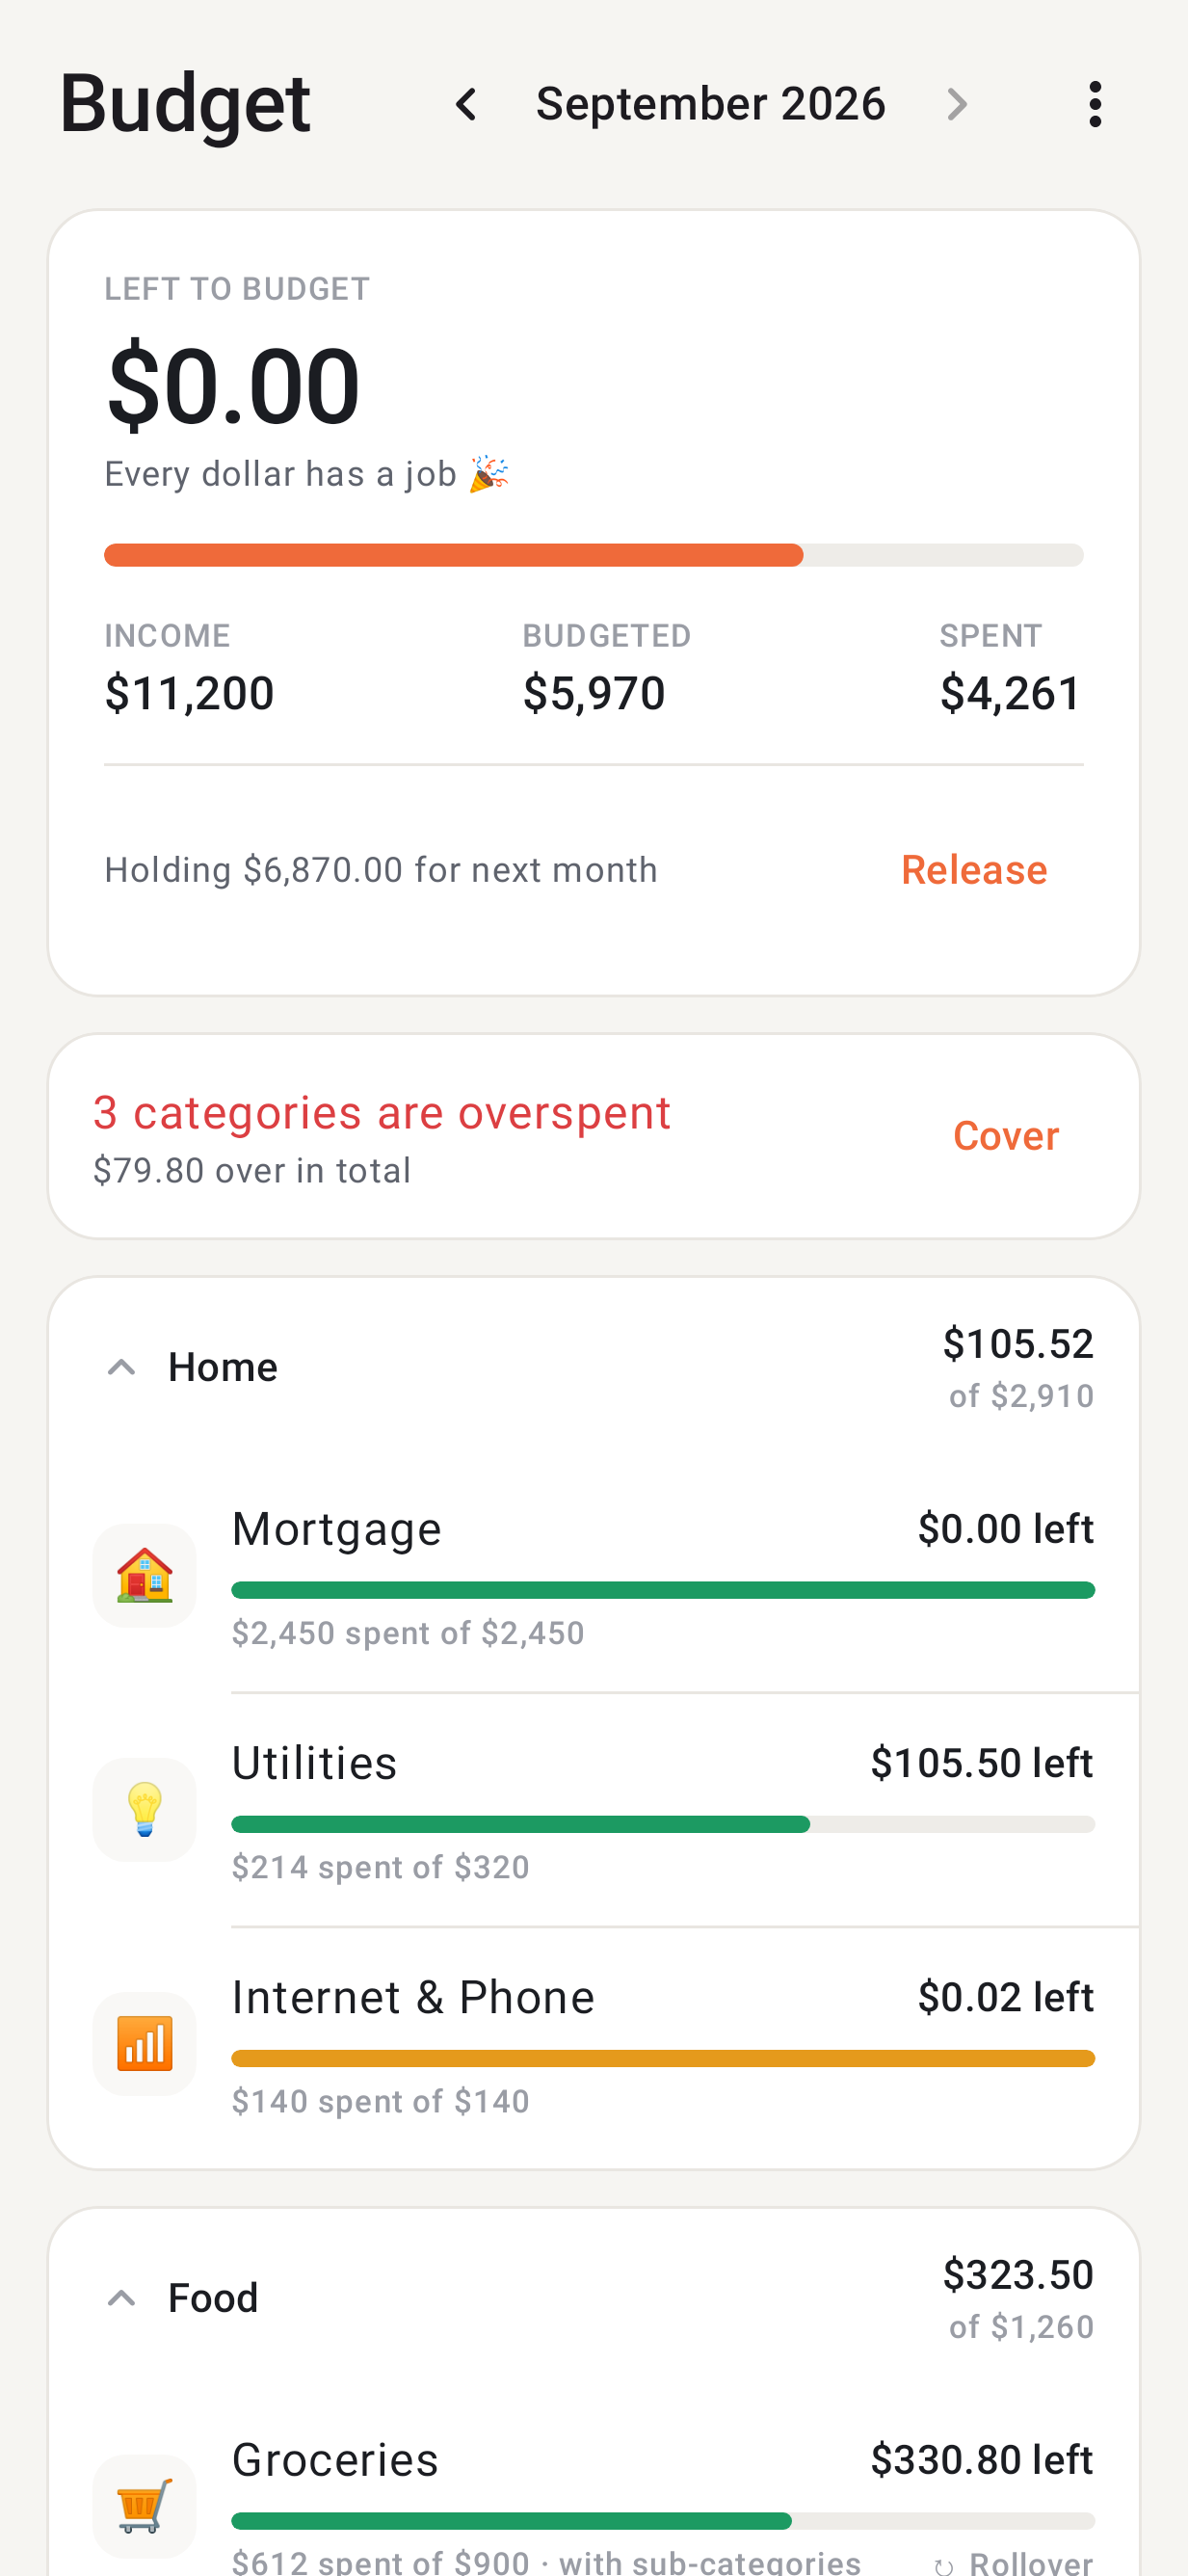 Budget
September 2026
LEFT TO BUDGET
$0.00
Every dollar has a job 🎉
INCOME
BUDGETED
SPENT
$11,200
$5,970
$4,261
Holding $6,870.00 for next month
Release
3 categories are overspent
$79.80 over in total
Cover
Home
$105.52
of $2,910
Mortgage
$0.00 left
$2,450 spent of $2,450
Utilities
$105.50 left
$214 spent of $320
Internet & Phone
$0.02 left
$140 spent of $140
Food
$323.50
of $1,260
Groceries
$330.80 left
$612 spent of $900 · with sub-categories
↻ Rollover